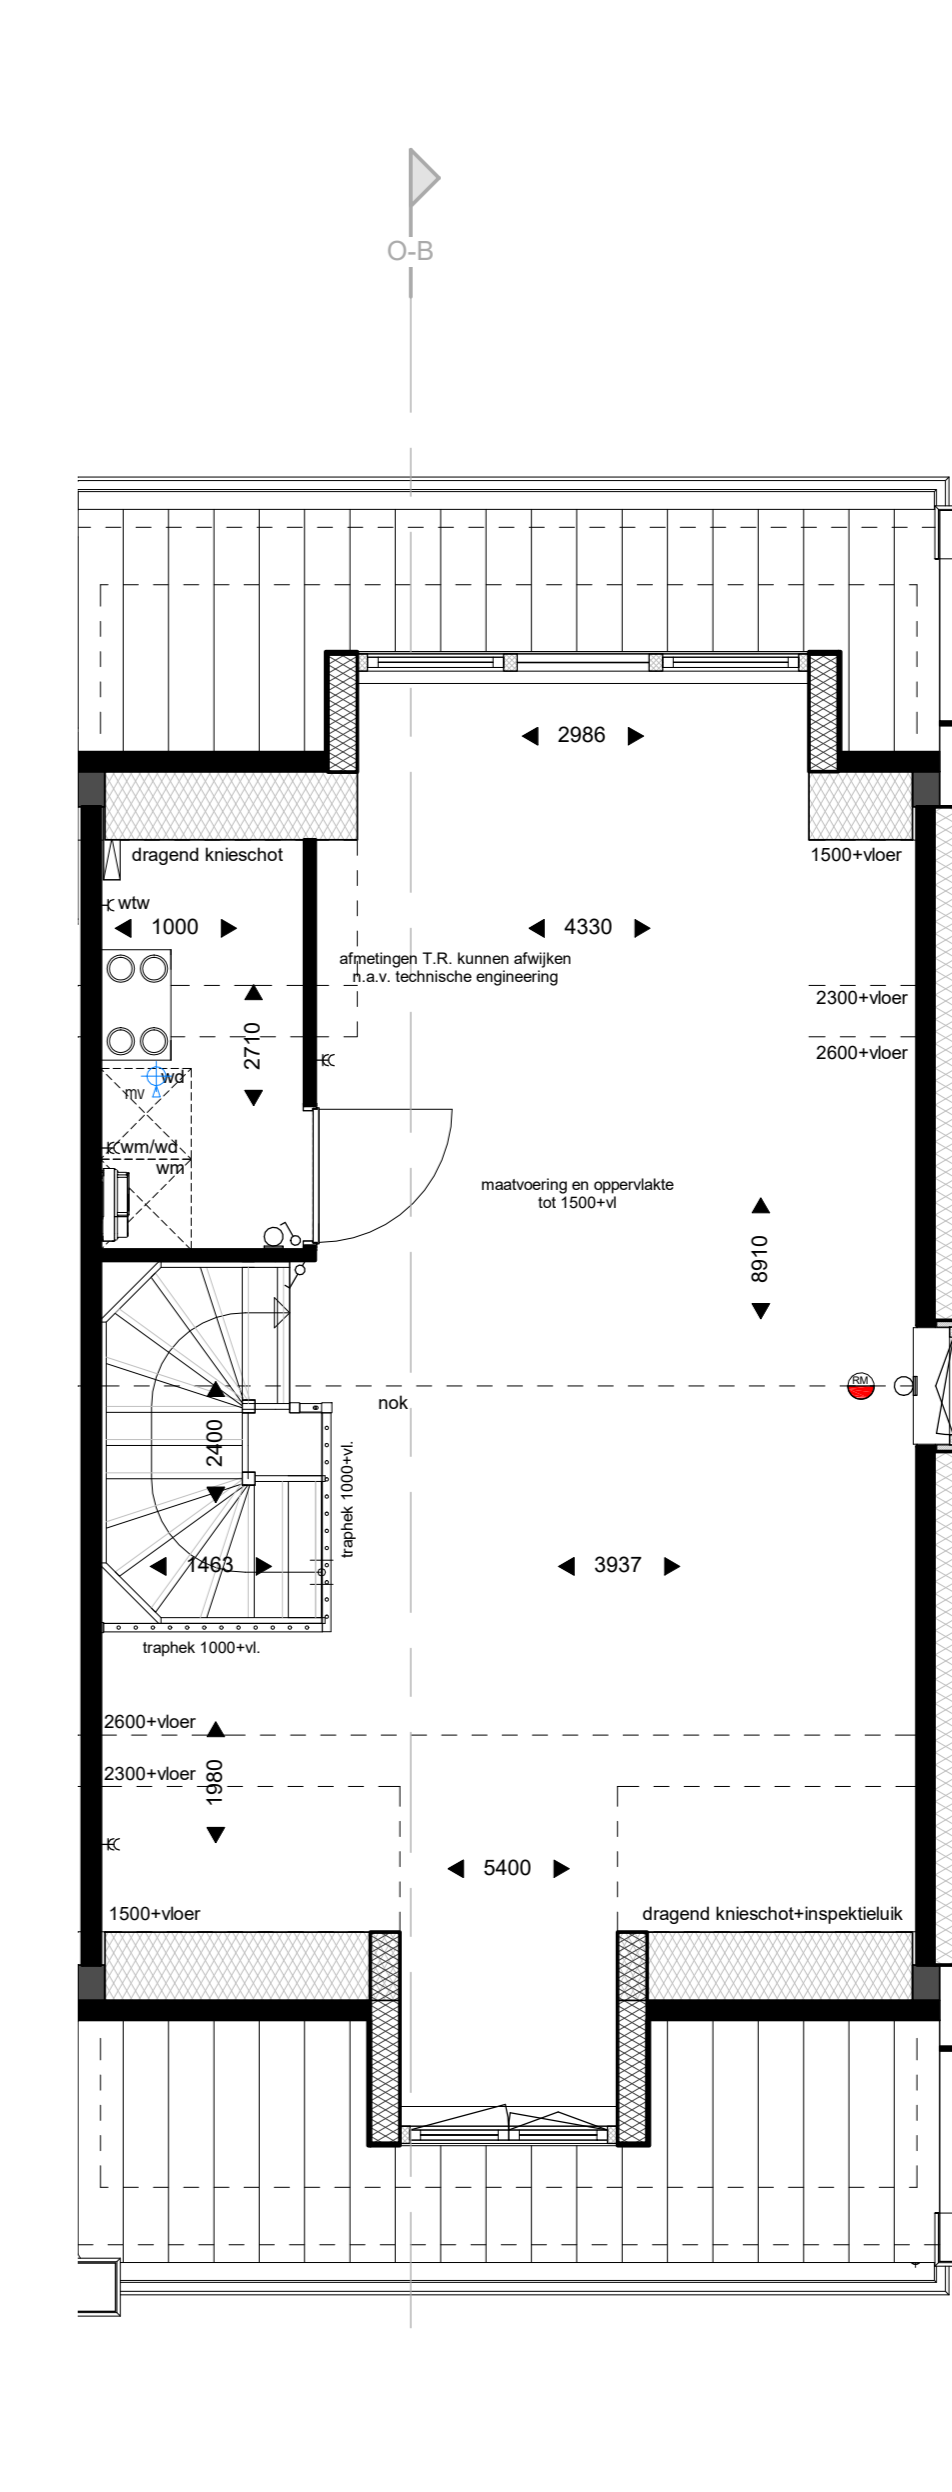 O-B
2986
dragend knieschot
1500+vloer
wtw
1000
4330
afmetingen T.R. kunnen afwijken
n.a.v. technische engineering
2300+vloer
2710
2600+vloer
wd
mv
wm/wd
wm
maatvoering en oppervlakte
tot 1500+vl
8910
RM
nok
2400
traphek 1000+vl.
1463
3937
traphek 1000+vl.
2600+vloer
2300+vloer
1980
5400
1500+vloer
dragend knieschot+inspektieluik